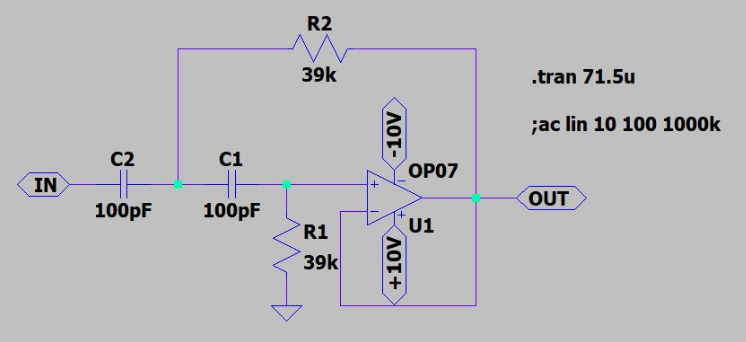 R2
39k
.tran 71.5u
;ac lin 10 100 1000k
-10V
OP07
C2
C1
IN
100pF
100pF
R1
39k
U1
+10V
OUT